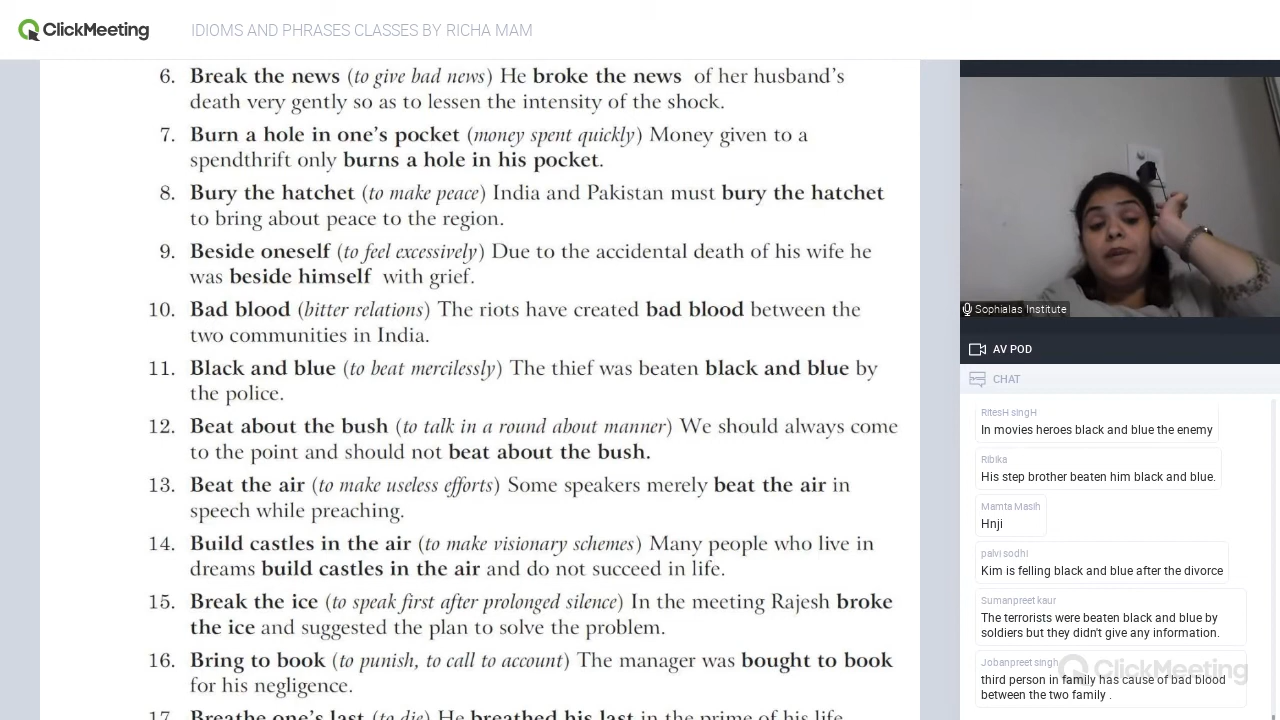 ClickMeeting
IDIOMS AND PHRASES CLASSES BY RICHA MAM
6. Break the news (to give bad news) He broke the news of her husband's
death very gently so as to lessen the intensity of the shock.
7. Burn a hole in one's pocket (money spent quickly) Money given to a
spendthrift only burns a hole in his pocket.
8. Bury the hatchet (to make peace) India and Pakistan must bury the hatchet
to bring about peace to the region.
9. Beside oneself (to feel excessively) Due to the accidental death of his wife he
was beside himself with grief.
10. Bad blood (bitter relations) The riots have created bad blood between the
two communities in India.
11. Black and blue (to beat mercilessly) The thief was beaten black and blue by
the police.
12. Beat about the bush (to talk in a round about manner) We should always come
to the point and should not beat about the bush.
13. Beat the air (to make useless efforts) Some speakers merely beat the air in
speech while preaching.
14. Build castles in the air (to make visionary schemes) Many people who live in
dreams build castles in the air and do not succeed in life.
15. Break the ice (to speak first after prolonged silence) In the meeting Rajesh broke
the ice and suggested the plan to solve the problem.
16. Bring to book (to punish, to call to account) The manager was bought to book
for his negligence.
17. Breathe one's last (to die) He breathed his last in the prime of his life
Sophialas Institute
AV POD
CHAT
RitesH singH
In movies heroes black and blue the enemy
Ribika
His step brother beaten him black and blue.
Mamta Masih
Hnji
palvi sodhi
Kim is felling black and blue after the divorce
Sumanpreet kaur
The terrorists were beaten black and blue by
soldiers but they didn't give any information.
Jobanpreet singh
third person in family has cause of bad blood
between the two family .
ClickMeeting